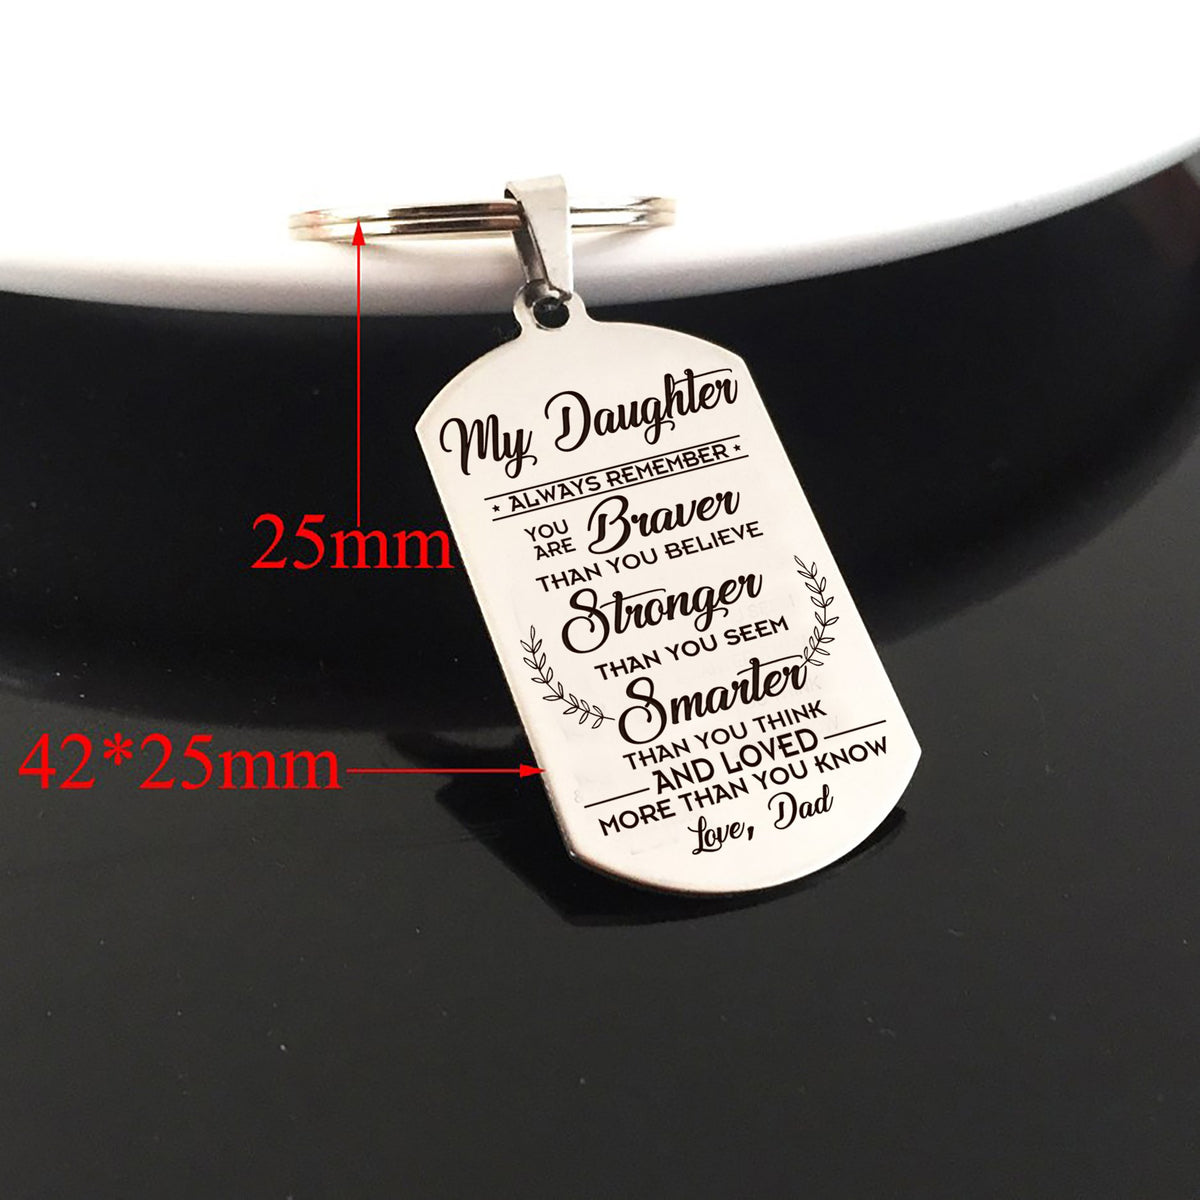 My Daughter
* ALWAYS REMEMBER *
YOU ARE Braver
THAN YOU BELIEVE
Stronger
THAN YOU SEEM
Smarter
THAN YOU THINK
AND LOVED
MORE THAN YOU KNOW
Love, Dad
25mm
42*25mm